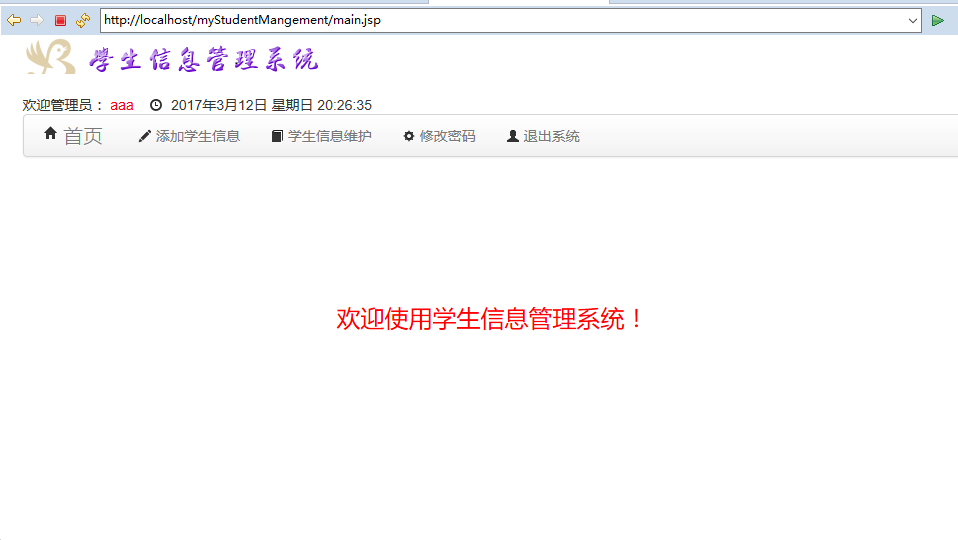 http://localhost/myStudentMangement/main.jsp
學生信息管理系统
欢迎管理员： aaa 2017年3月12日 星期日 20:26:35
首页 添加学生信息 学生信息维护 修改密码 退出系统
欢迎使用学生信息管理系统！